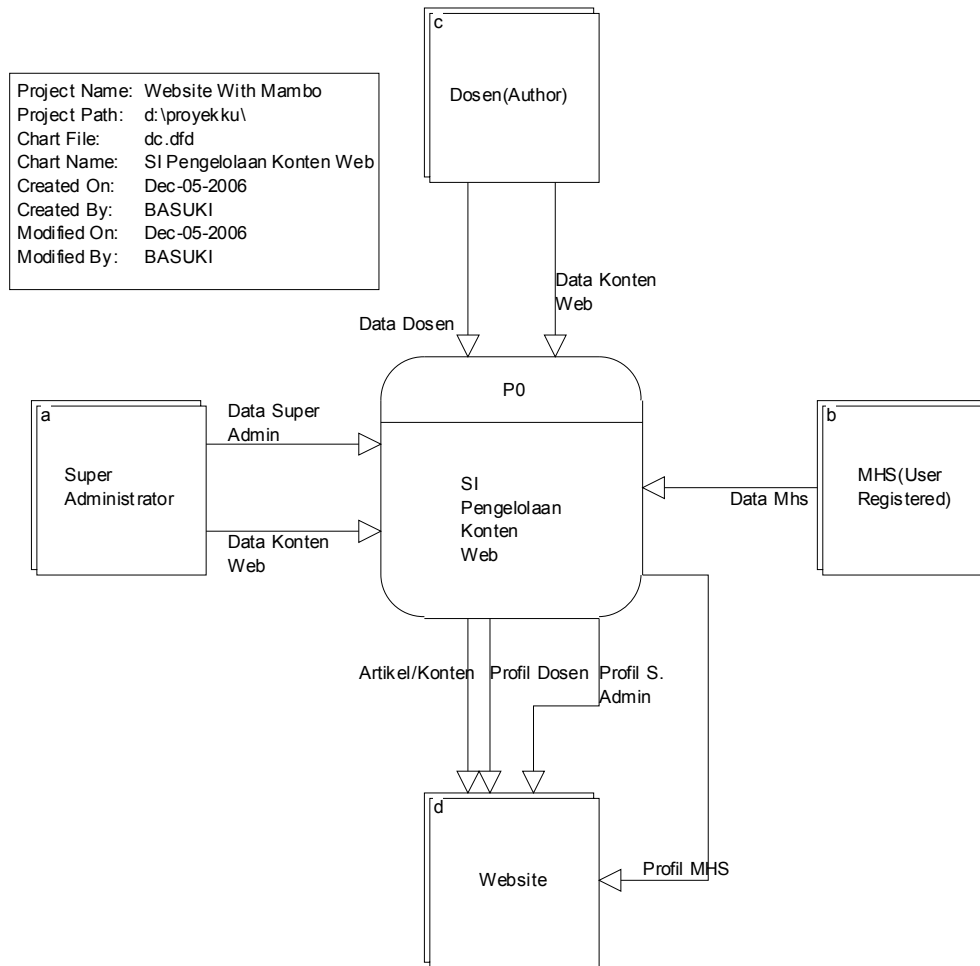 c
Dosen(Author)
Project Name: Website With Mambo
Project Path: d:\proyekku\
Chart File: dc.dfd
Chart Name: SI Pengelolaan Konten Web
Created On: Dec-05-2006
Created By: BASUKI
Modified On: Dec-05-2006
Modified By: BASUKI
Data Konten
Web
Data Dosen
P0
a
Super
Administrator
Data Super
Admin
Data Konten
Web
SI
Pengelolaan
Konten
Web
b
MHS(User
Registered)
Data Mhs
Artikel/Konten
Profil Dosen
Profil S.
Admin
d
Website
Profil MHS